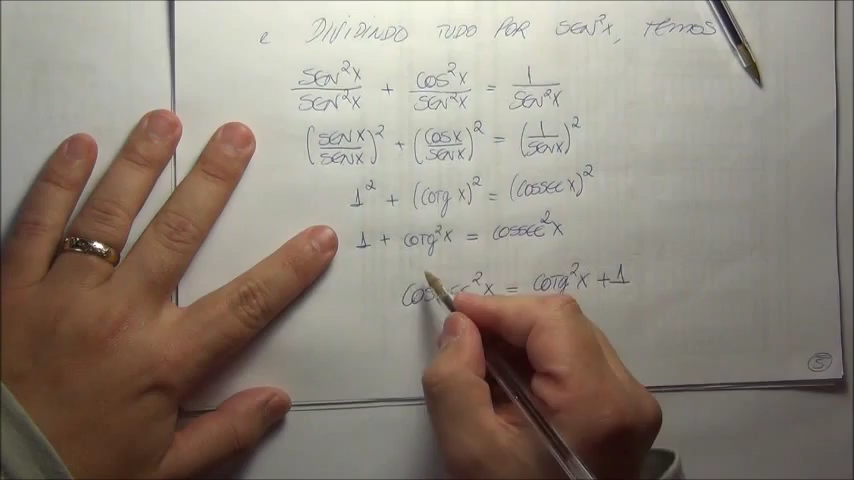 e DIVIDINDO TUDO POR SEN²X, TEMOS
SEN²X/SEN²X + COS²X/SEN²X = 1/SEN²X
(SENX/SENX)² + (COSX/SENX)² = (1/SENX)²
1² + (COTG X)² = (COSSEC X)²
1 + COTG²X = COSSEC²X
COSSEC²X = COTG²X + 1
5